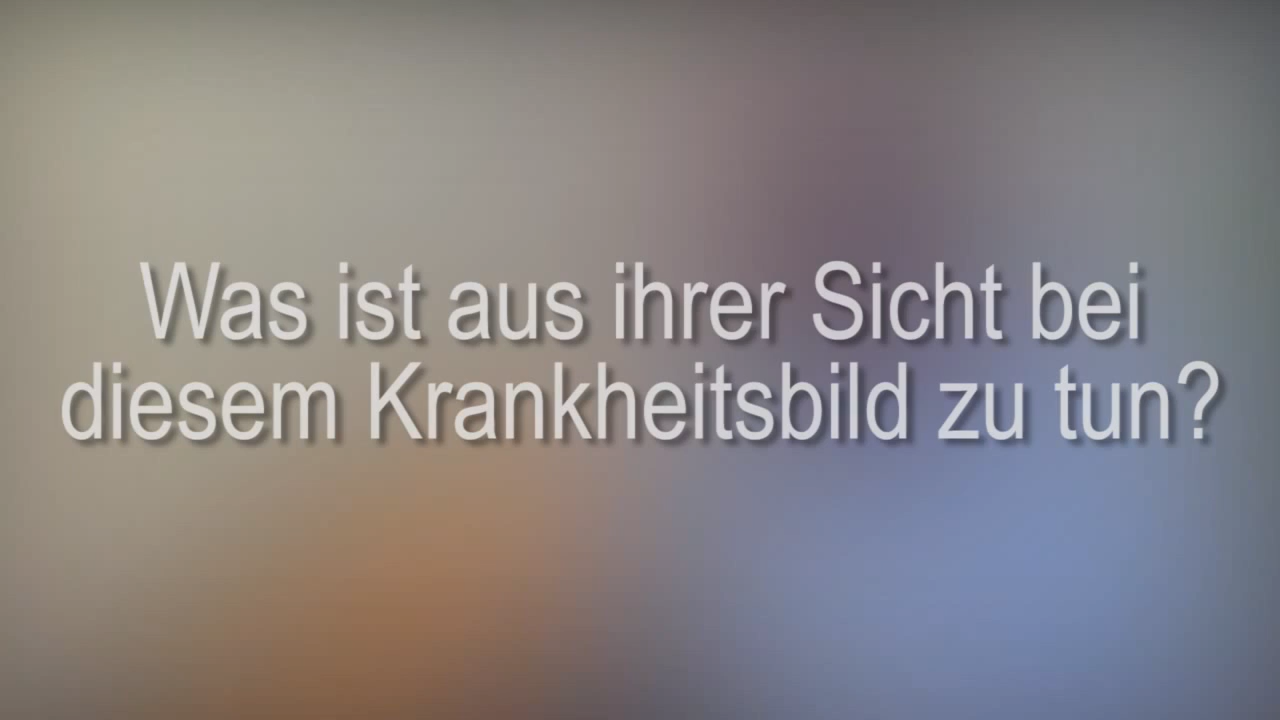 Was ist aus ihrer Sicht bei
diesem Krankheitsbild zu tun?